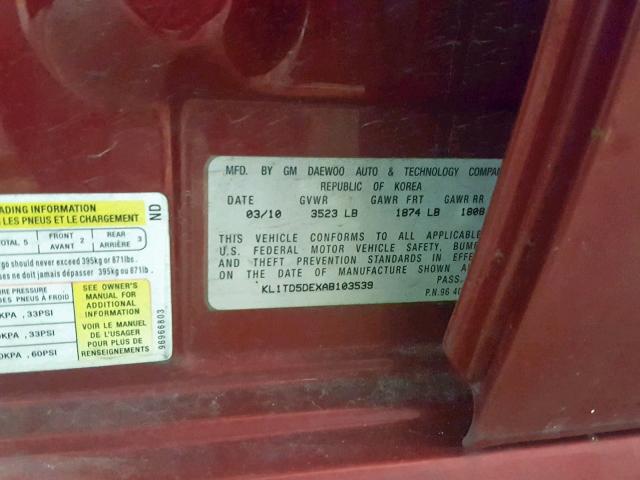 MFD. BY GM DAEWOO AUTO & TECHNOLOGY
REPUBLIC OF KOREA
DATE GVWR GAWR FRT GAWR RR
03/10 3523 LB 1874 LB 1808
THIS VEHICLE CONFORMS TO ALL APPLICABLE
U.S. FEDERAL MOTOR VEHICLE SAFETY,
AND THEFT PREVENTION STANDARDS IN
ON THE DATE OF MANUFACTURE SHOWN
PASS.
KL1TD5DEXAB103539
P.N.96
INFORMATION
LES PNEUS ET LE CHARGEMENT
ND
TOTAL 5 FRONT AVANT 2 REAR ARRIÈRE 3
should never exceed 395kg or 871lbs.
ne doit jamais dépasser 395kg ou 871lb.
PRESSURE
DES PNEUS À FROID
KPA , 33PSI
KPA , 33PSI
KPA , 60PSI
SEE OWNER'S
MANUAL FOR
ADDITIONAL
INFORMATION
VOIR LE MANUEL
DE L'USAGER
POUR PLUS DE
RENSEIGNEMENTS
96966803